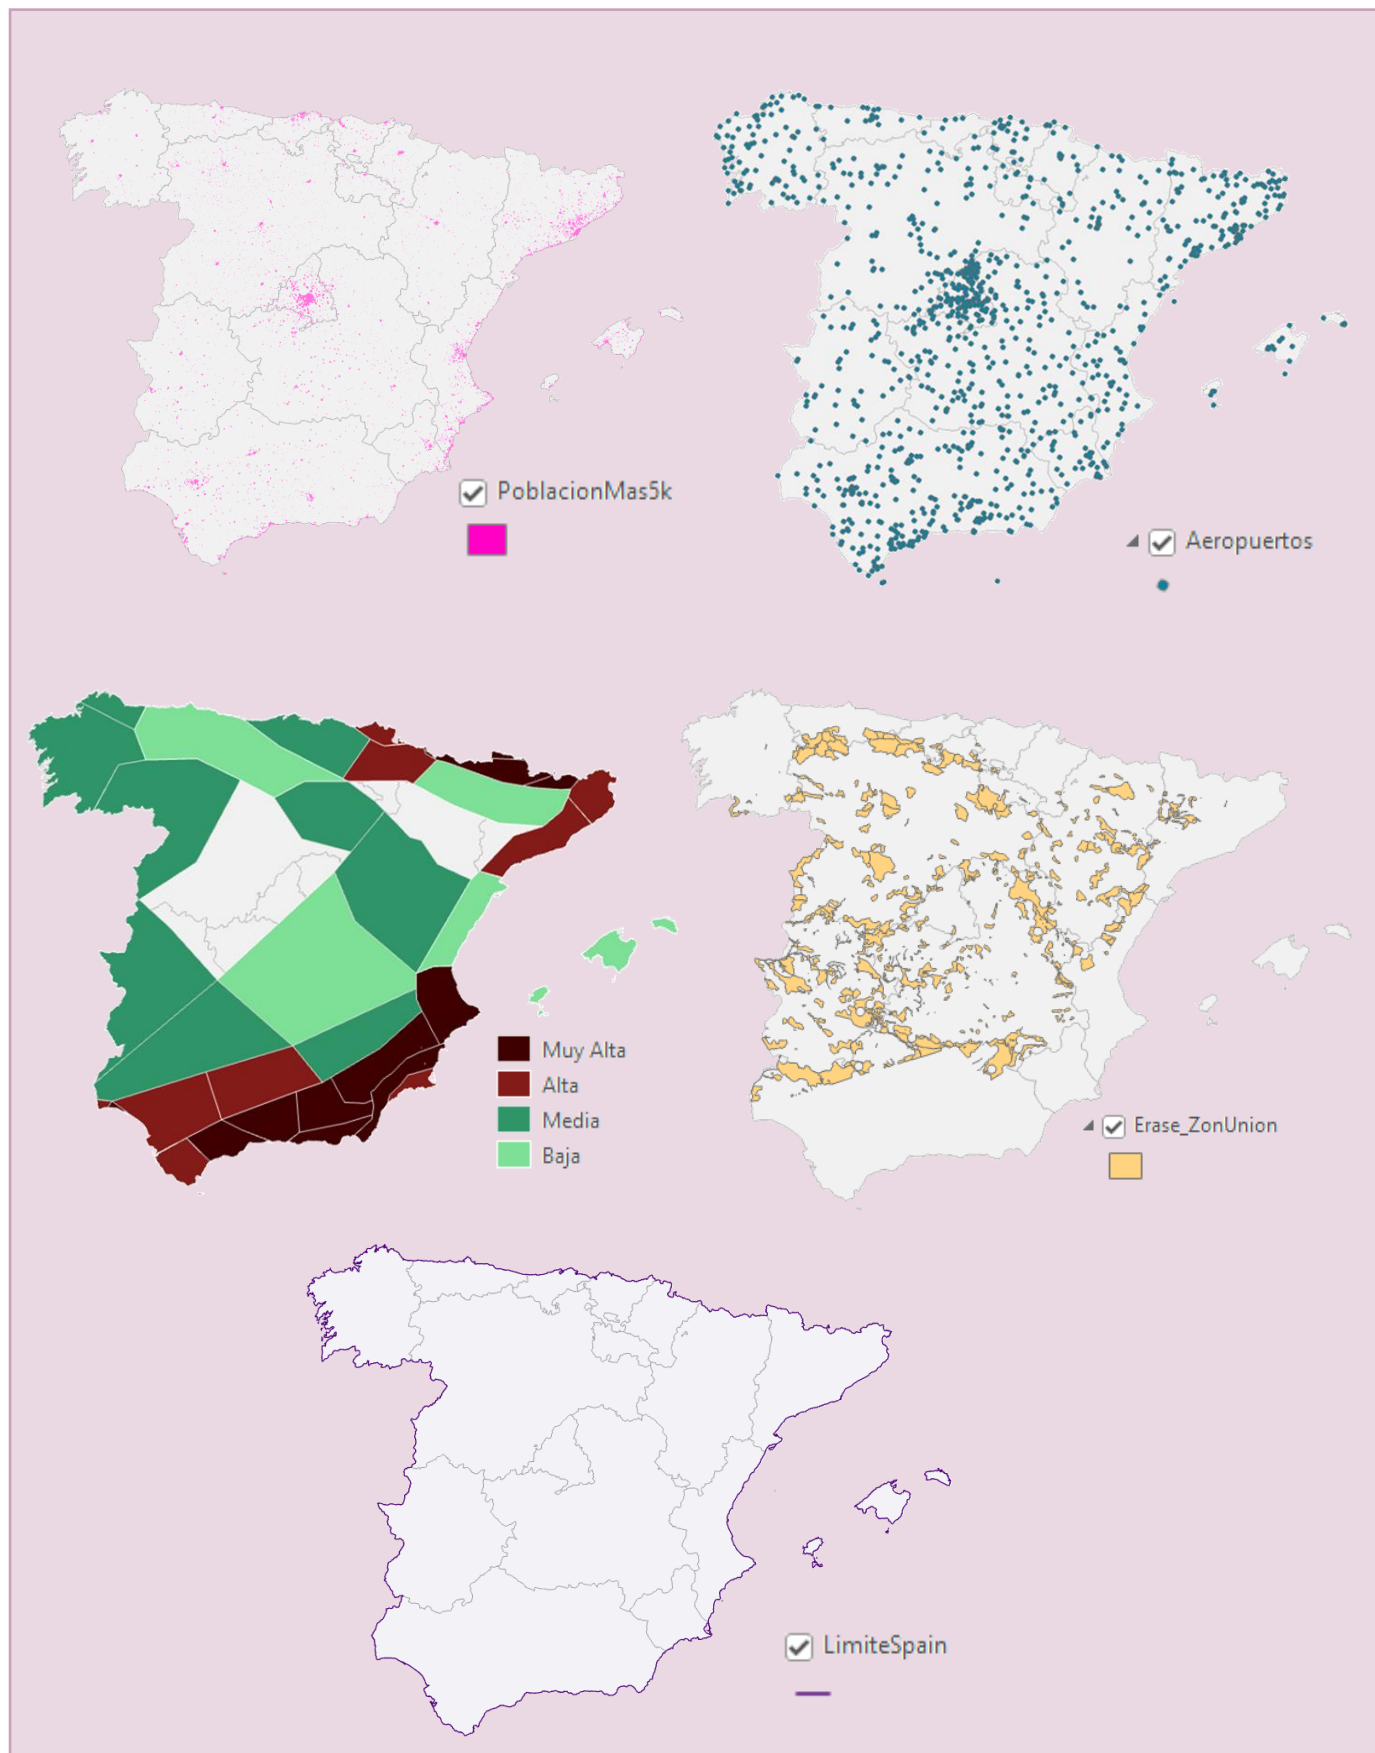 PoblacionMas5k
Aeropuertos
Muy Alta
Alta
Media
Baja
Erase_ZonUnion
LimiteSpain